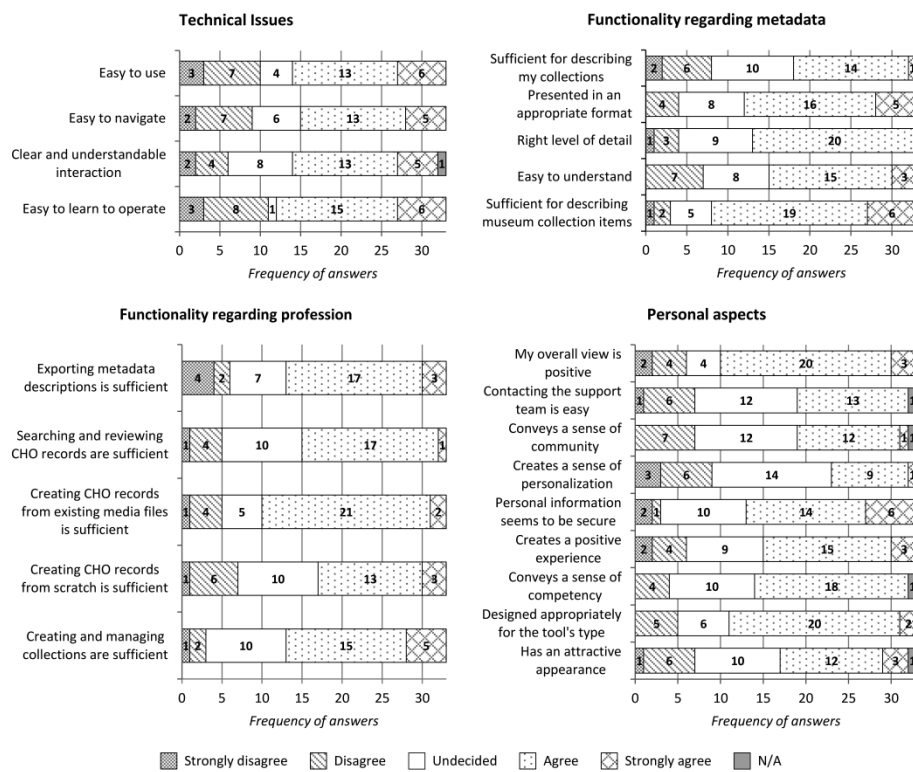 Technical Issues
Easy to use
3 7 4 13 6
Easy to navigate
2 7 6 13 5
Clear and understandable
interaction
2 4 8 13 5 1
Easy to learn to operate
3 8 1 15 6
0 5 10 15 20 25 30
Frequency of answers
Functionality regarding metadata
Sufficient for describing
my collections
2 6 10 14 1
Presented in an
appropriate format
4 8 16 5
Right level of detail
1 3 9 20
Easy to understand
7 8 15 3
Sufficient for describing
museum collection items
1 2 5 19 6
0 5 10 15 20 25 30
Frequency of answers
Functionality regarding profession
Exporting metadata
descriptions is sufficient
4 2 7 17 3
Searching and reviewing
CHO records are sufficient
1 4 10 17 1
Creating CHO records
from existing media files
is sufficient
1 4 5 21 2
Creating CHO records
from scratch is sufficient
1 6 10 13 3
Creating and managing
collections are sufficient
1 2 10 15 5
0 5 10 15 20 25 30
Frequency of answers
Personal aspects
My overall view is
positive
2 4 4 20 3
Contacting the support
team is easy
1 6 12 13 1
Conveys a sense of
community
7 12 12 1 1
Creates a sense of
personalization
3 6 14 9 1
Personal information
seems to be secure
2 1 10 14 6
Creates a positive
experience
2 4 9 15 3
Conveys a sense of
competency
4 10 18 1
Designed appropriately
for the tool's type
5 6 20 2
Has an attractive
appearance
1 6 10 12 3 1
0 5 10 15 20 25 30
Frequency of answers
Strongly disagree Disagree Undecided Agree Strongly agree N/A